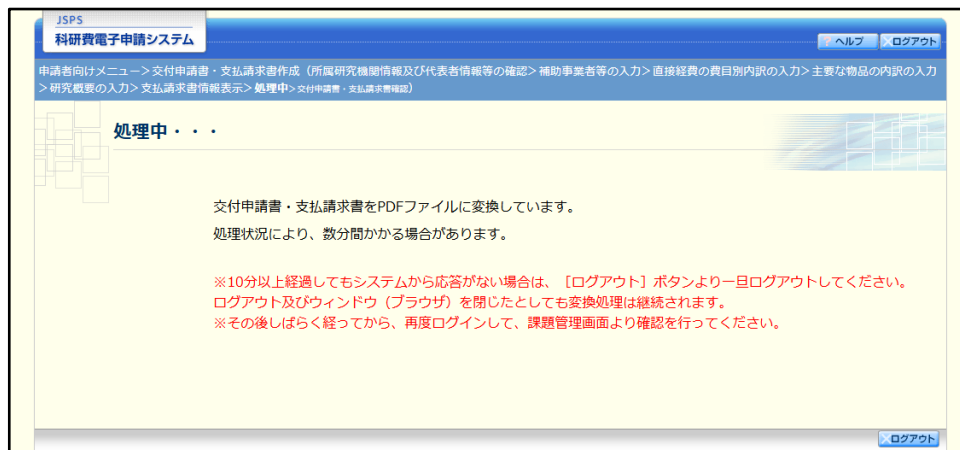 JSPS
科研費電子申請システム
ヘルプ ログアウト
申請者向けメニュー＞交付申請書・支払請求書作成（所属研究機関情報及び代表者情報等の確認＞補助事業者等の入力＞直接経費の費目別内訳の入力＞主要な物品の内訳の入力
＞研究概要の入力＞支払請求書情報表示＞処理中＞交付申請書・支払請求書確認）
処理中・・・
交付申請書・支払請求書をPDFファイルに変換しています。
処理状況により、数分間かかる場合があります。
※10分以上経過してもシステムから応答がない場合は、［ログアウト］ボタンより一旦ログアウトしてください。
ログアウト及びウィンドウ（ブラウザ）を閉じたとしても変換処理は継続されます。
※その後しばらく経ってから、再度ログインして、課題管理画面より確認を行ってください。
ログアウト